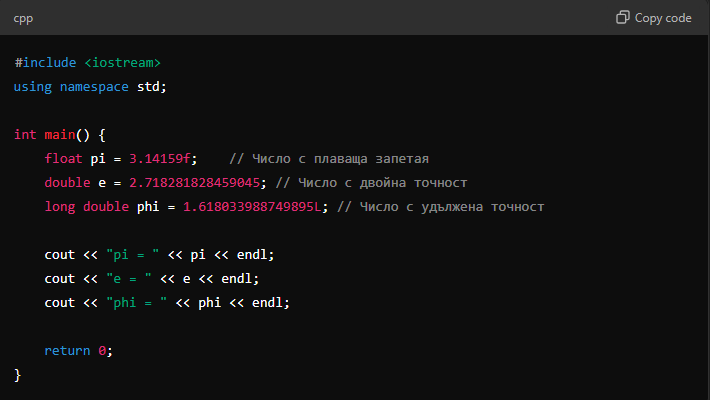 cpp
Copy code
#include <iostream>
using namespace std;
int main() {
float pi = 3.14159f; // Число с плаваща запетая
double e = 2.718281828459045; // Число с двойна точност
long double phi = 1.618033988749895L; // Число с удължена точност
cout << "pi = " << pi << endl;
cout << "e = " << e << endl;
cout << "phi = " << phi << endl;
return 0;
}